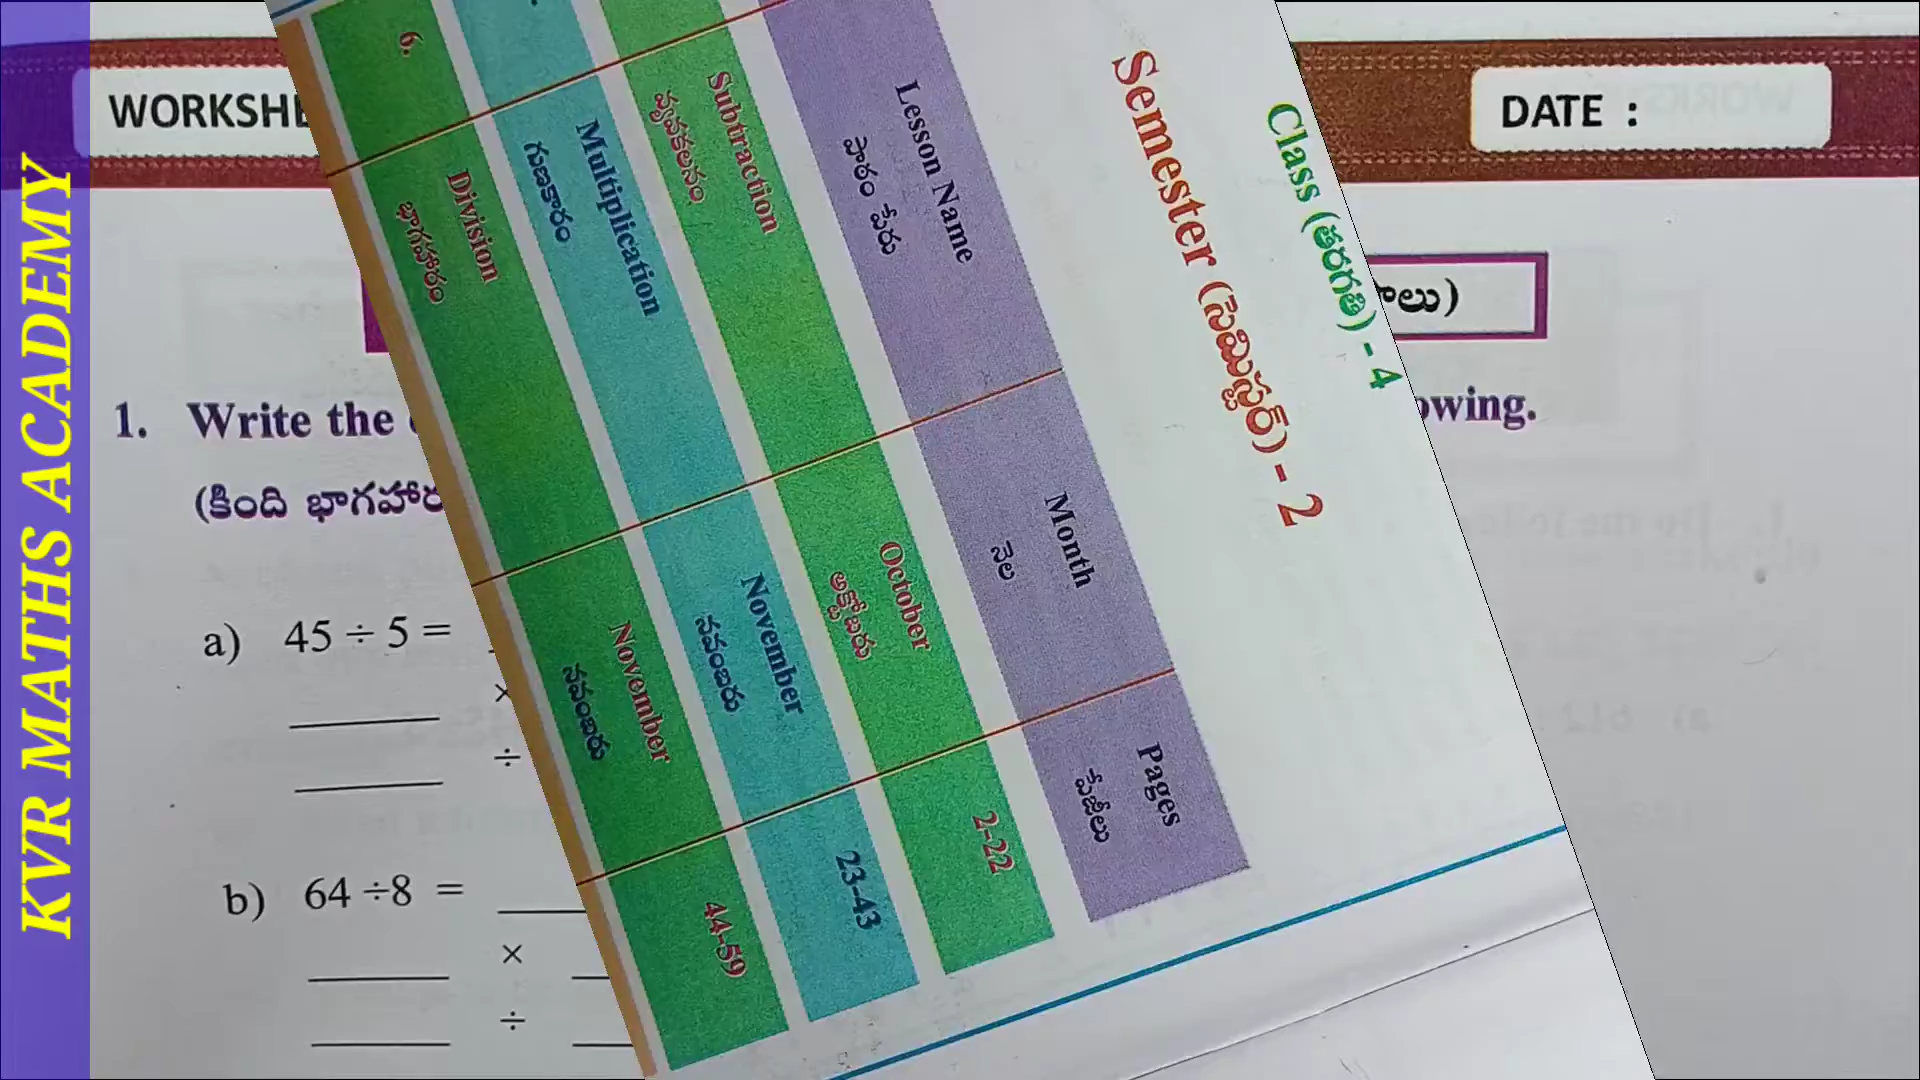 KVR MATHS ACADEMY
DATE :
1. Write the
owing.
(కింది
a) 45 ÷ 5 =
×
÷
b) 64 ÷8 =
×
÷
Class (తరగతి) - 4
Semester (సెమిస్టర్) - 2
Lesson Name Month Pages
పాఠం పేరు నెల పేజీలు
Subtraction October 2-22
వ్యవకలనం అక్టోబరు
Multiplication November 23-43
గుణకారం నవంబరు
6. Division November 44-59
భాగహారం నవంబరు